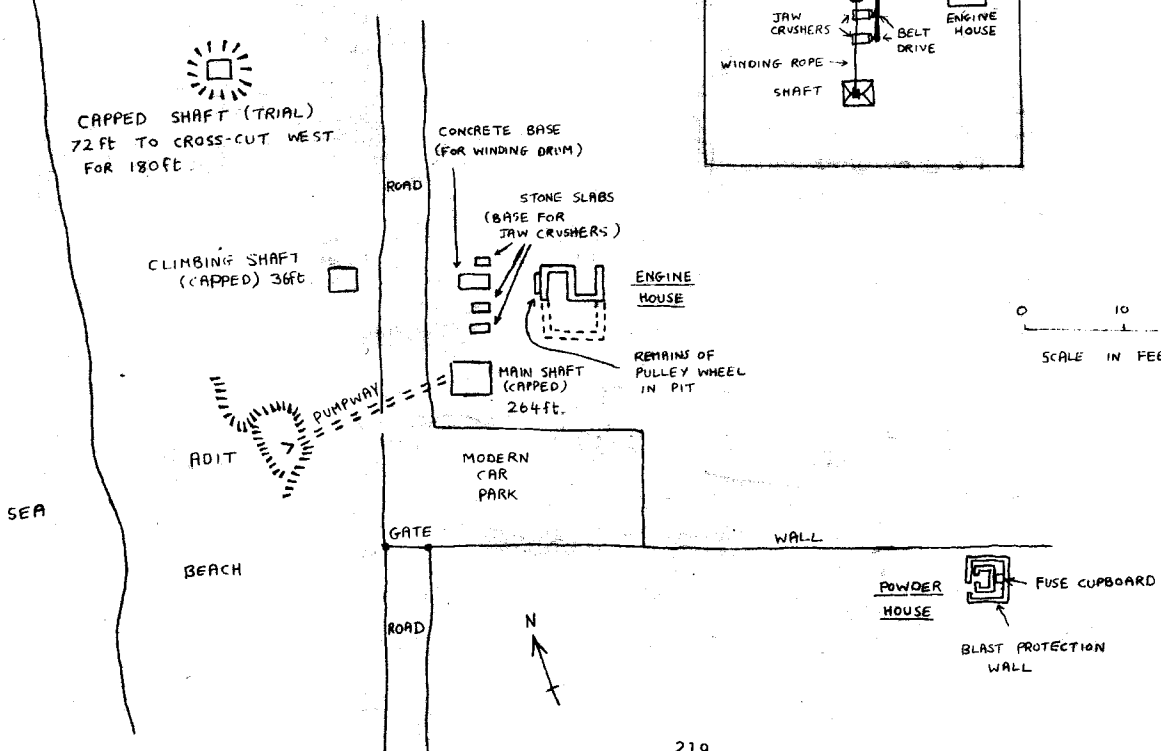 JAW
CRUSHERS
BELT
DRIVE
ENGINE
HOUSE
WINDING ROPE
SHAFT
CAPPED SHAFT (TRIAL)
72 ft TO CROSS-CUT WEST
FOR 180ft.
CONCRETE BASE
(FOR WINDING DRUM)
ROAD
STONE SLABS
(BASE FOR
JAW CRUSHERS)
CLIMBING SHAFT
(CAPPED) 36ft
ENGINE
HOUSE
0 10
SCALE IN FEE
REMAINS OF
PULLEY WHEEL
IN PIT
MAIN SHAFT
(CAPPED)
264ft.
PUMPWAY
ADIT
MODERN
CAR
PARK
SEA
GATE
WALL
BEACH
POWDER
HOUSE
FUSE CUPBOARD
ROAD
N
BLAST PROTECTION
WALL
219